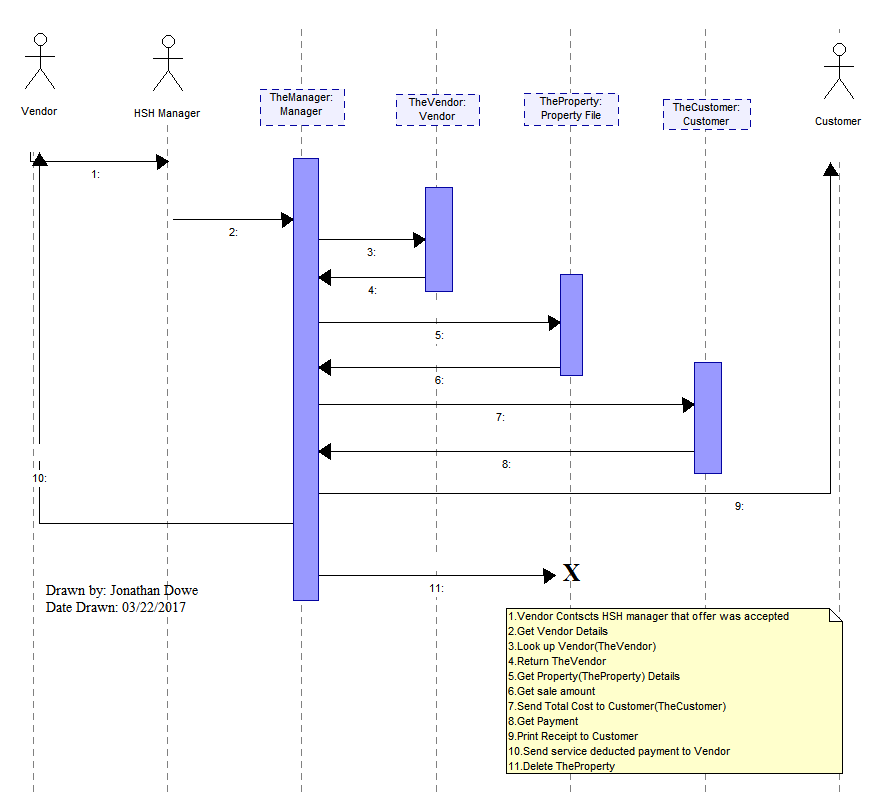 Vendor
HSH Manager
TheManager:
Manager
TheVendor:
Vendor
TheProperty:
Property File
TheCustomer:
Customer
Customer
1:
2:
3:
4:
5:
6:
7:
8:
9:
10:
11:
X
Drawn by: Jonathan Dowe
Date Drawn: 03/22/2017
1.Vendor Contscts HSH manager that offer was accepted
2.Get Vendor Details
3.Look up Vendor(TheVendor)
4.Return TheVendor
5.Get Property(TheProperty) Details
6.Get sale amount
7.Send Total Cost to Customer(TheCustomer)
8.Get Payment
9.Print Receipt to Customer
10.Send service deducted payment to Vendor
11.Delete TheProperty